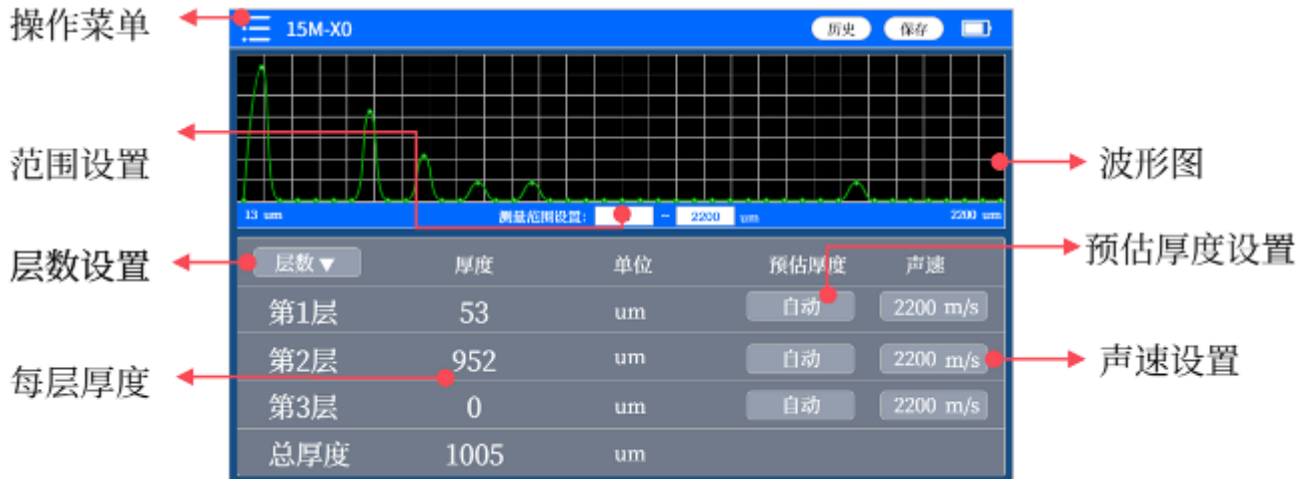 操作菜单
15M-X0
历史
保存
范围设置
波形图
13 um
测量范围设置:
- 2200 um
2200 um
层数设置
层数▼ 厚度 单位 预估厚度 声速
预估厚度设置
第1层 53 um 自动 2200 m/s
第2层 952 um 自动 2200 m/s
声速设置
每层厚度
第3层 0 um 自动 2200 m/s
总厚度 1005 um